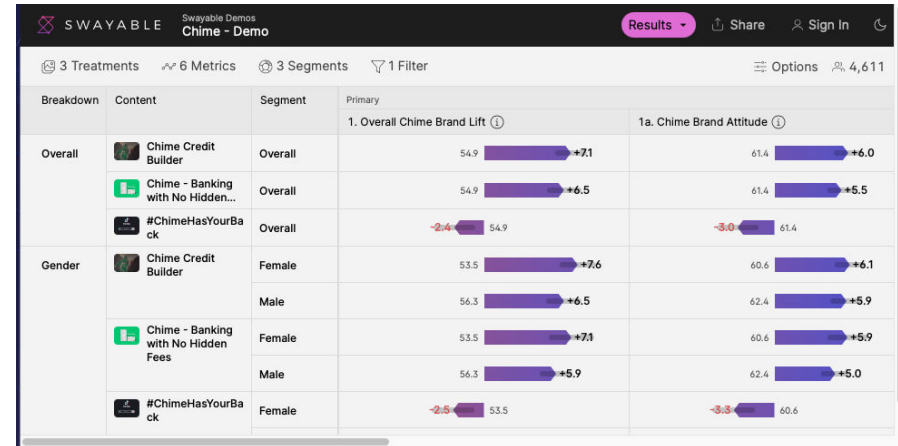 SWAYABLE
Swayable Demos
Chime - Demo
Results
Share
Sign In
3 Treatments
6 Metrics
3 Segments
1 Filter
Options
4,611
Breakdown
Content
Segment
Primary
1. Overall Chime Brand Lift
1a. Chime Brand Attitude
Overall
Chime Credit
Builder
Overall
54.9
+7.1
61.4
+6.0
Chime - Banking
with No Hidden...
Overall
54.9
+6.5
61.4
+5.5
#ChimeHasYourBa
ck
Overall
-2.4
54.9
-3.0
61.4
Gender
Chime Credit
Builder
Female
53.5
+7.6
60.6
+6.1
Male
56.3
+6.5
62.4
+5.9
Chime - Banking
with No Hidden
Fees
Female
53.5
+7.1
60.6
+5.9
Male
56.3
+5.9
62.4
+5.0
#ChimeHasYourBa
ck
Female
-2.5
53.5
-3.3
60.6